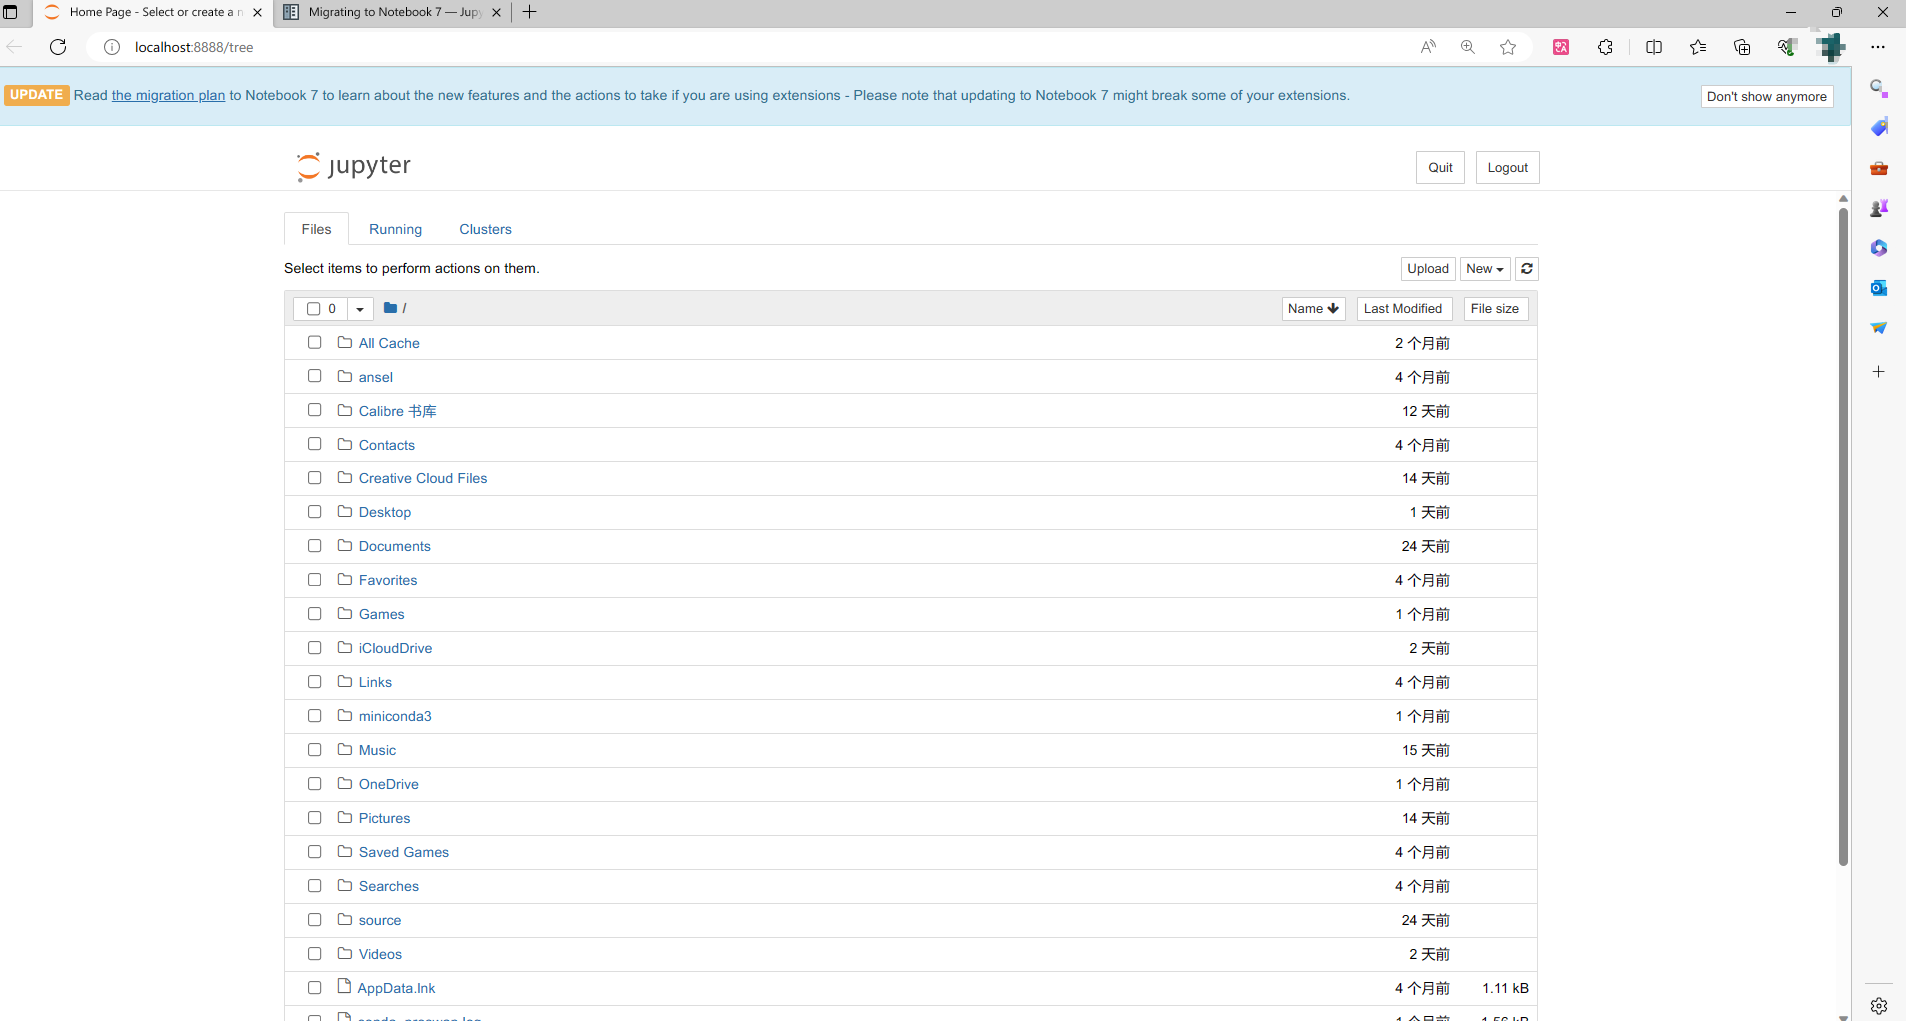 Home Page - Select or create a n
Migrating to Notebook 7 — Jupy
localhost:8888/tree
UPDATE Read the migration plan to Notebook 7 to learn about the new features and the actions to take if you are using extensions - Please note that updating to Notebook 7 might break some of your extensions.
Don't show anymore
jupyter
Quit
Logout
Files
Running
Clusters
Select items to perform actions on them.
Upload
New
0
/
Name
Last Modified
File size
All Cache 2 个月前
ansel 4 个月前
Calibre 书库 12 天前
Contacts 4 个月前
Creative Cloud Files 14 天前
Desktop 1 天前
Documents 24 天前
Favorites 4 个月前
Games 1 个月前
iCloudDrive 2 天前
Links 4 个月前
miniconda3 1 个月前
Music 15 天前
OneDrive 1 个月前
Pictures 14 天前
Saved Games 4 个月前
Searches 4 个月前
source 24 天前
Videos 2 天前
AppData.lnk 4 个月前 1.11 kB